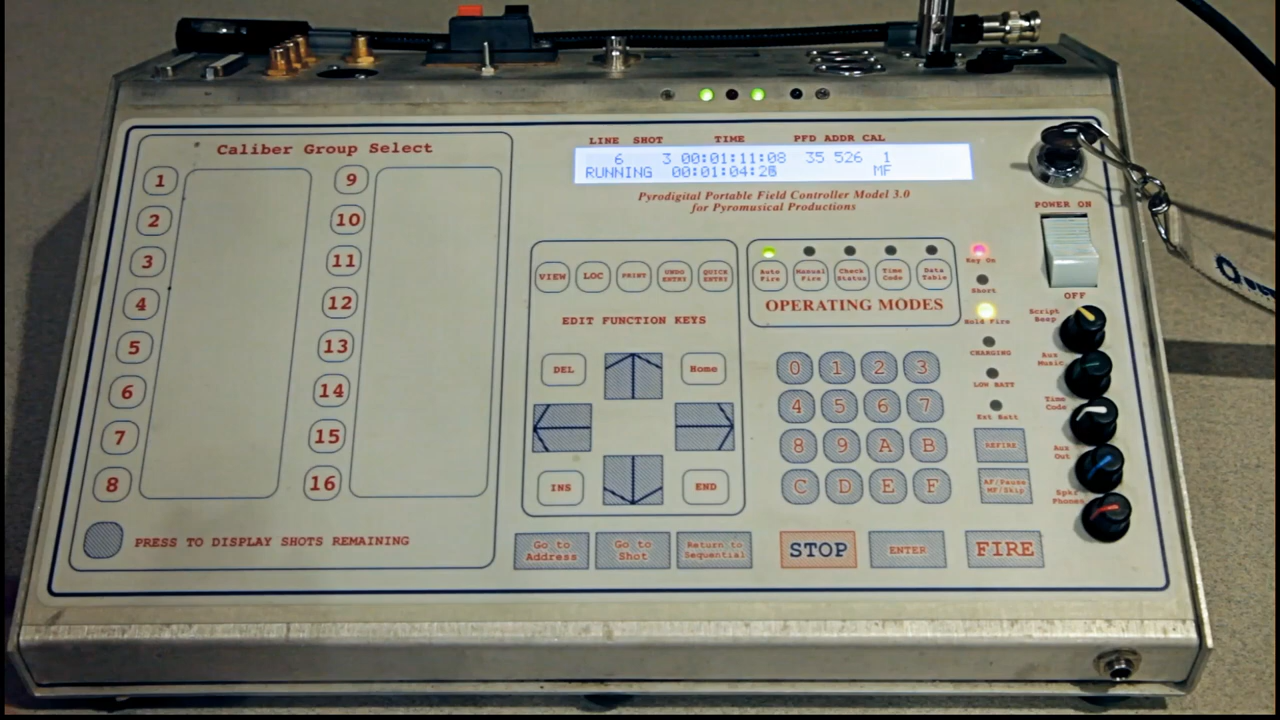 LINE SHOT TIME PFD ADDR CAL
6 3 00:01:11:08 35 526 1
RUNNING 00:01:04:2 MF
Pyrodigital Portable Field Controller Model 3.0
for Pyromusical Productions
Caliber Group Select
1
2
3
4
5
6
7
8
9
10
11
12
13
14
15
16
PRESS TO DISPLAY SHOTS REMAINING
VIEW
LOC
PRINT
UNDO
ENTRY
QUICK
ENTRY
EDIT FUNCTION KEYS
DEL
Home
INS
END
Auto
Fire
Manual
Fire
Check
Status
Time
Code
Data
Table
OPERATING MODES
0 1 2 3
4 5 6 7
8 9 A B
C D E F
Go to
Address
Go to
Shot
Return to
Sequential
STOP
ENTER
FIRE
Key On
Short
Hold Fire
CHARGING
LOW BATT
Ext Batt
REFIRE
AF/Pause
MF/Skip
POWER ON
OFF
Script
Beep
Aux
Music
Time
Code
Aux
Out
Spkr
Phones